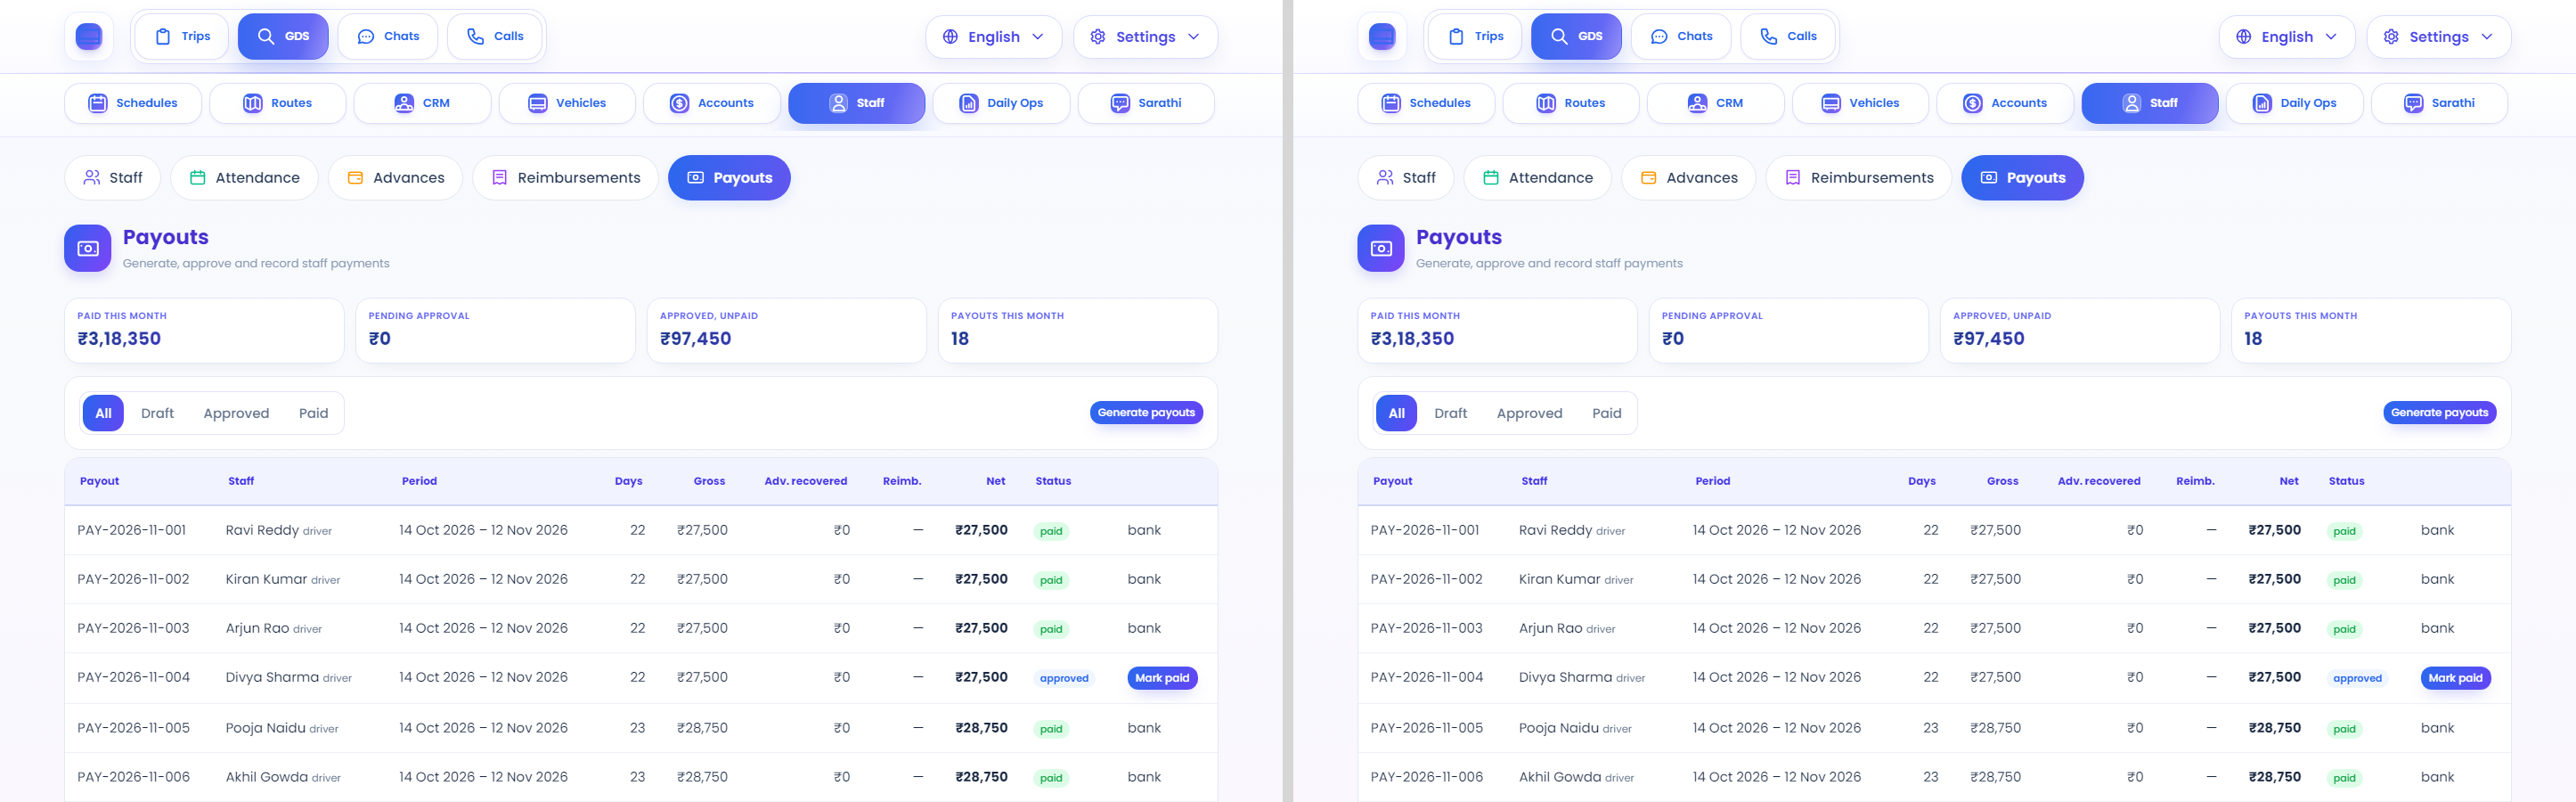 Trips GDS Chats Calls English Settings
Schedules Routes CRM Vehicles Accounts Staff Daily Ops Sarathi
Staff Attendance Advances Reimbursements Payouts
Payouts
Generate, approve and record staff payments
PAID THIS MONTH PENDING APPROVAL APPROVED, UNPAID PAYOUTS THIS MONTH
₹3,18,350 ₹0 ₹97,450 18
All Draft Approved Paid Generate payouts
Payout Staff Period Days Gross Adv. recovered Reimb. Net Status
PAY-2026-11-001 Ravi Reddy driver 14 Oct 2026 – 12 Nov 2026 22 ₹27,500 ₹0 — ₹27,500 paid bank
PAY-2026-11-002 Kiran Kumar driver 14 Oct 2026 – 12 Nov 2026 22 ₹27,500 ₹0 — ₹27,500 paid bank
PAY-2026-11-003 Arjun Rao driver 14 Oct 2026 – 12 Nov 2026 22 ₹27,500 ₹0 — ₹27,500 paid bank
PAY-2026-11-004 Divya Sharma driver 14 Oct 2026 – 12 Nov 2026 22 ₹27,500 ₹0 — ₹27,500 approved Mark paid
PAY-2026-11-005 Pooja Naidu driver 14 Oct 2026 – 12 Nov 2026 23 ₹28,750 ₹0 — ₹28,750 paid bank
PAY-2026-11-006 Akhil Gowda driver 14 Oct 2026 – 12 Nov 2026 23 ₹28,750 ₹0 — ₹28,750 paid bank
Trips GDS Chats Calls English Settings
Schedules Routes CRM Vehicles Accounts Staff Daily Ops Sarathi
Staff Attendance Advances Reimbursements Payouts
Payouts
Generate, approve and record staff payments
PAID THIS MONTH PENDING APPROVAL APPROVED, UNPAID PAYOUTS THIS MONTH
₹3,18,350 ₹0 ₹97,450 18
All Draft Approved Paid Generate payouts
Payout Staff Period Days Gross Adv. recovered Reimb. Net Status
PAY-2026-11-001 Ravi Reddy driver 14 Oct 2026 – 12 Nov 2026 22 ₹27,500 ₹0 — ₹27,500 paid bank
PAY-2026-11-002 Kiran Kumar driver 14 Oct 2026 – 12 Nov 2026 22 ₹27,500 ₹0 — ₹27,500 paid bank
PAY-2026-11-003 Arjun Rao driver 14 Oct 2026 – 12 Nov 2026 22 ₹27,500 ₹0 — ₹27,500 paid bank
PAY-2026-11-004 Divya Sharma driver 14 Oct 2026 – 12 Nov 2026 22 ₹27,500 ₹0 — ₹27,500 approved Mark paid
PAY-2026-11-005 Pooja Naidu driver 14 Oct 2026 – 12 Nov 2026 23 ₹28,750 ₹0 — ₹28,750 paid bank
PAY-2026-11-006 Akhil Gowda driver 14 Oct 2026 – 12 Nov 2026 23 ₹28,750 ₹0 — ₹28,750 paid bank